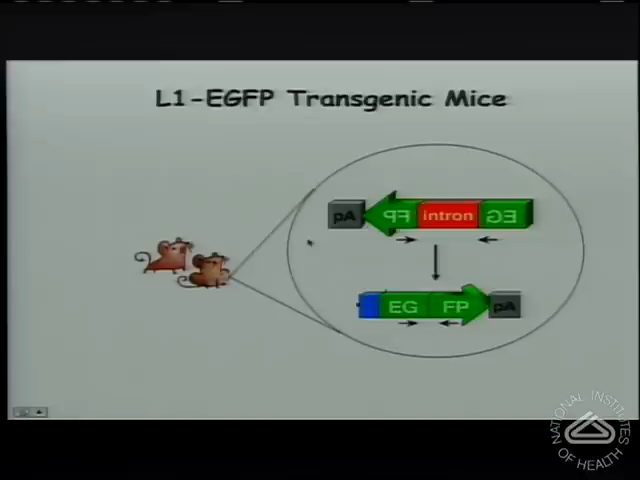 L1-EGFP Transgenic Mice
pA FP intron EG
EG FP pA
NATIONAL INSTITUTES
OF HEALTH